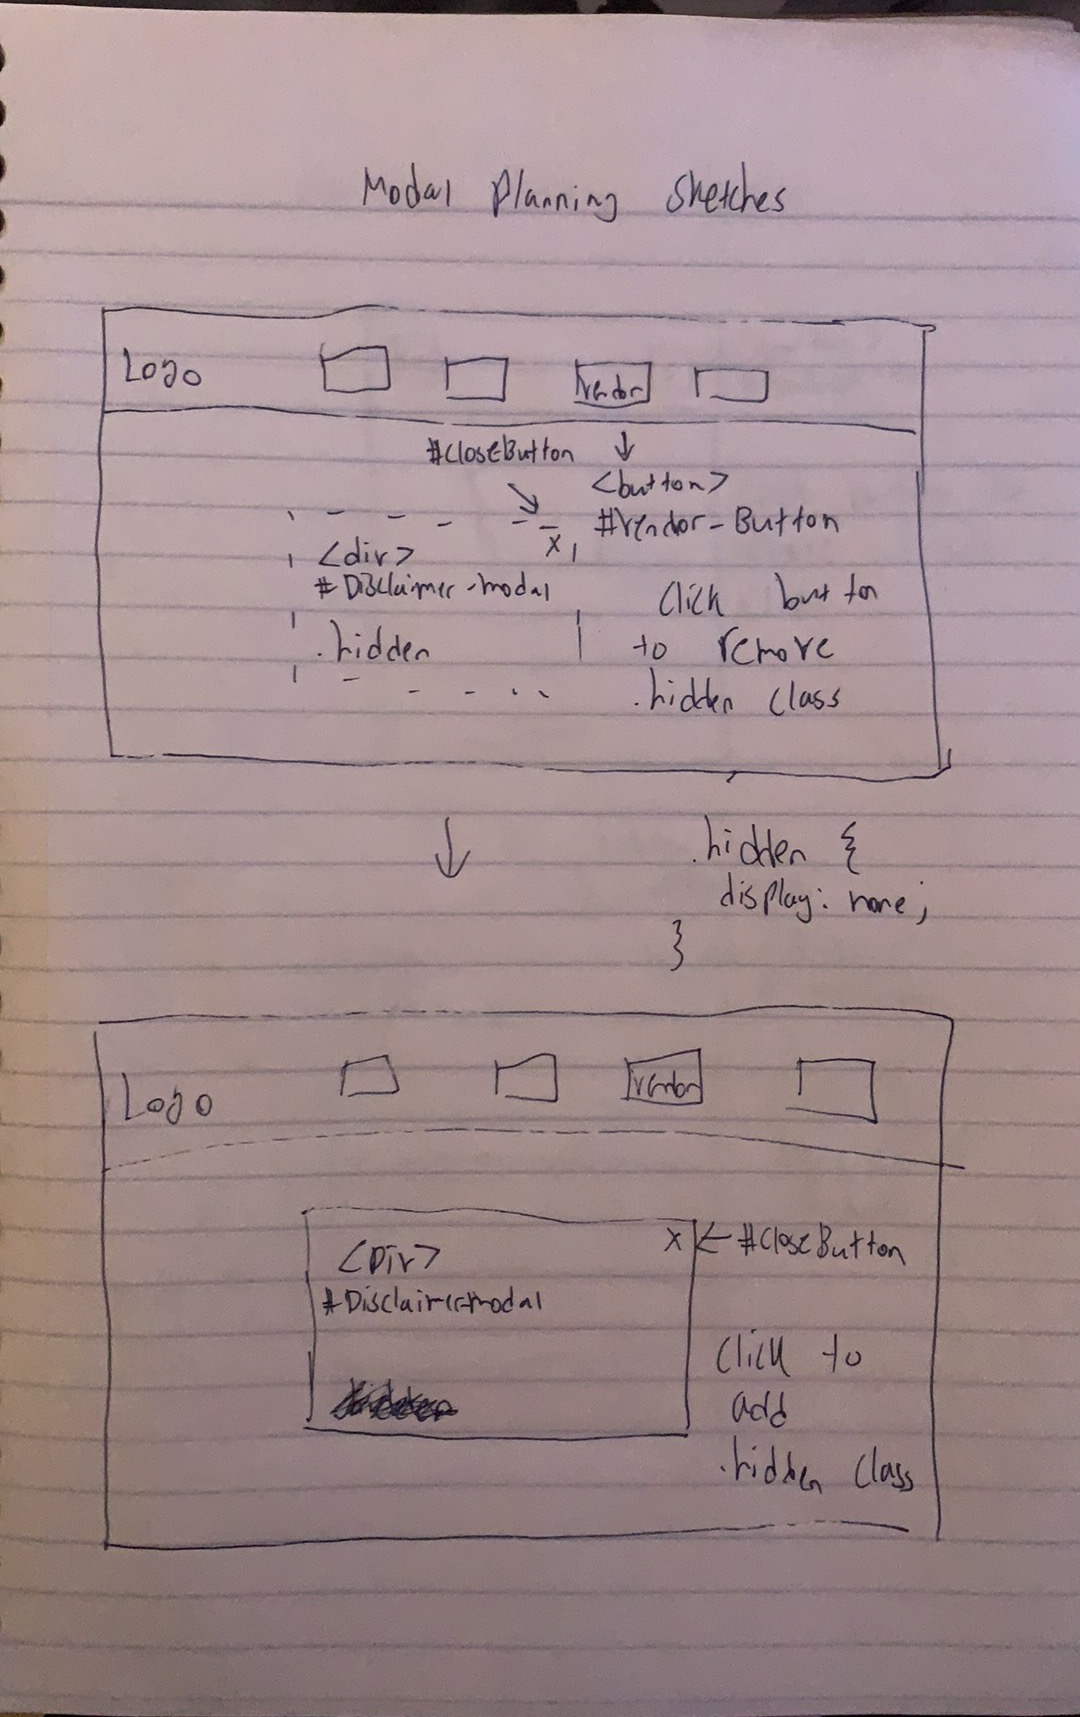 Modal Planning Sketches
Logo
Vendor
#CloseButton
<button>
#Vendor-Button
X
<div>
#Disclaimer-modal
.hidden
Click button
to remove
.hidden class
.hidden {
display: none;
}
Logo
Vendor
X
#CloseButton
<Div>
#Disclaimer-modal
Click to
add
.hidden class